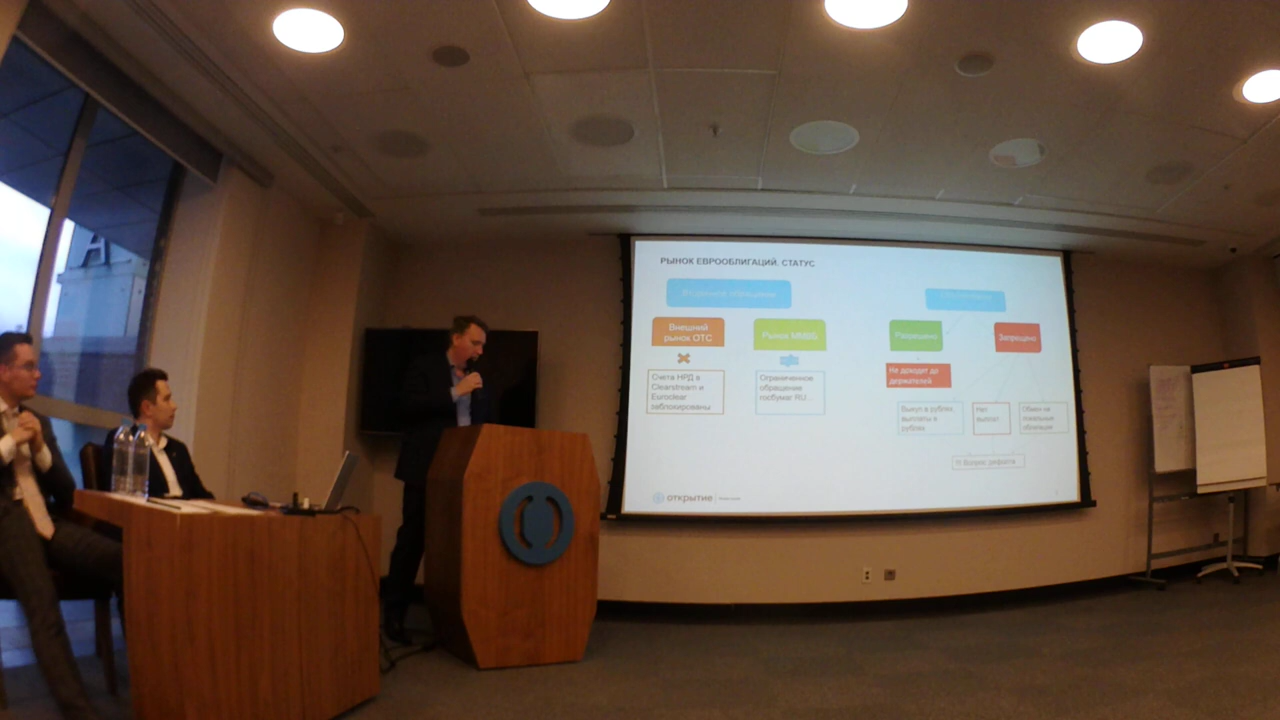 РЫНОК ЕВРООБЛИГАЦИЙ. СТАТУС
Внешний
рынок ОТС
Рынок ММВБ
Счета НРД в
Clearstream и
Euroclear
заблокированы
Ограниченное
обращение
госбумаг RU...
Разрешено
Запрещено
Не доходят до
держателей
Выкуп в рублях,
выплаты в
рублях
Нет
выплат
Обмен на
локальные
облигации
!!! Вопрос дефолта
ОТКРЫТИЕ
А